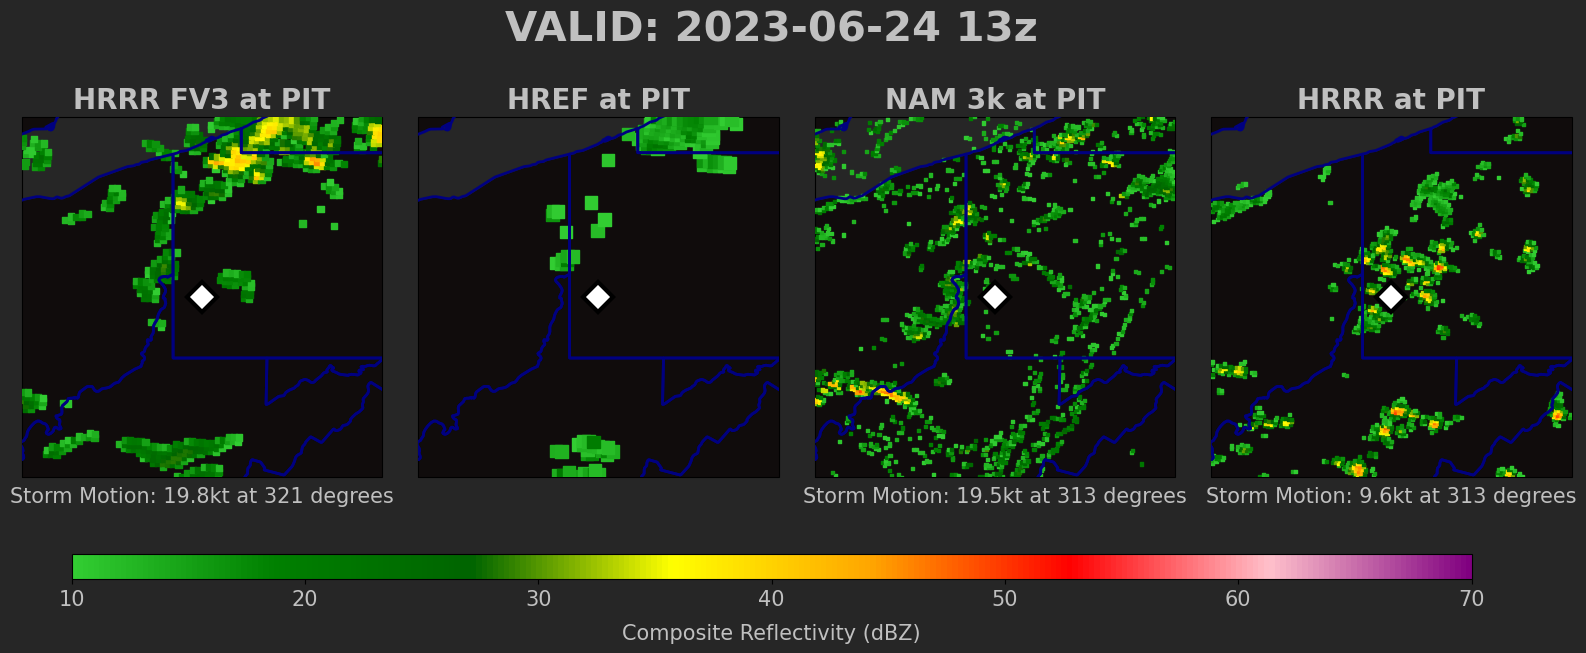 VALID: 2023-06-24 13z
HRRR FV3 at PIT
HREF at PIT
NAM 3k at PIT
HRRR at PIT
Storm Motion: 19.8kt at 321 degrees
Storm Motion: 19.5kt at 313 degrees
Storm Motion: 9.6kt at 313 degrees
10 20 30 40 50 60 70
Composite Reflectivity (dBZ)